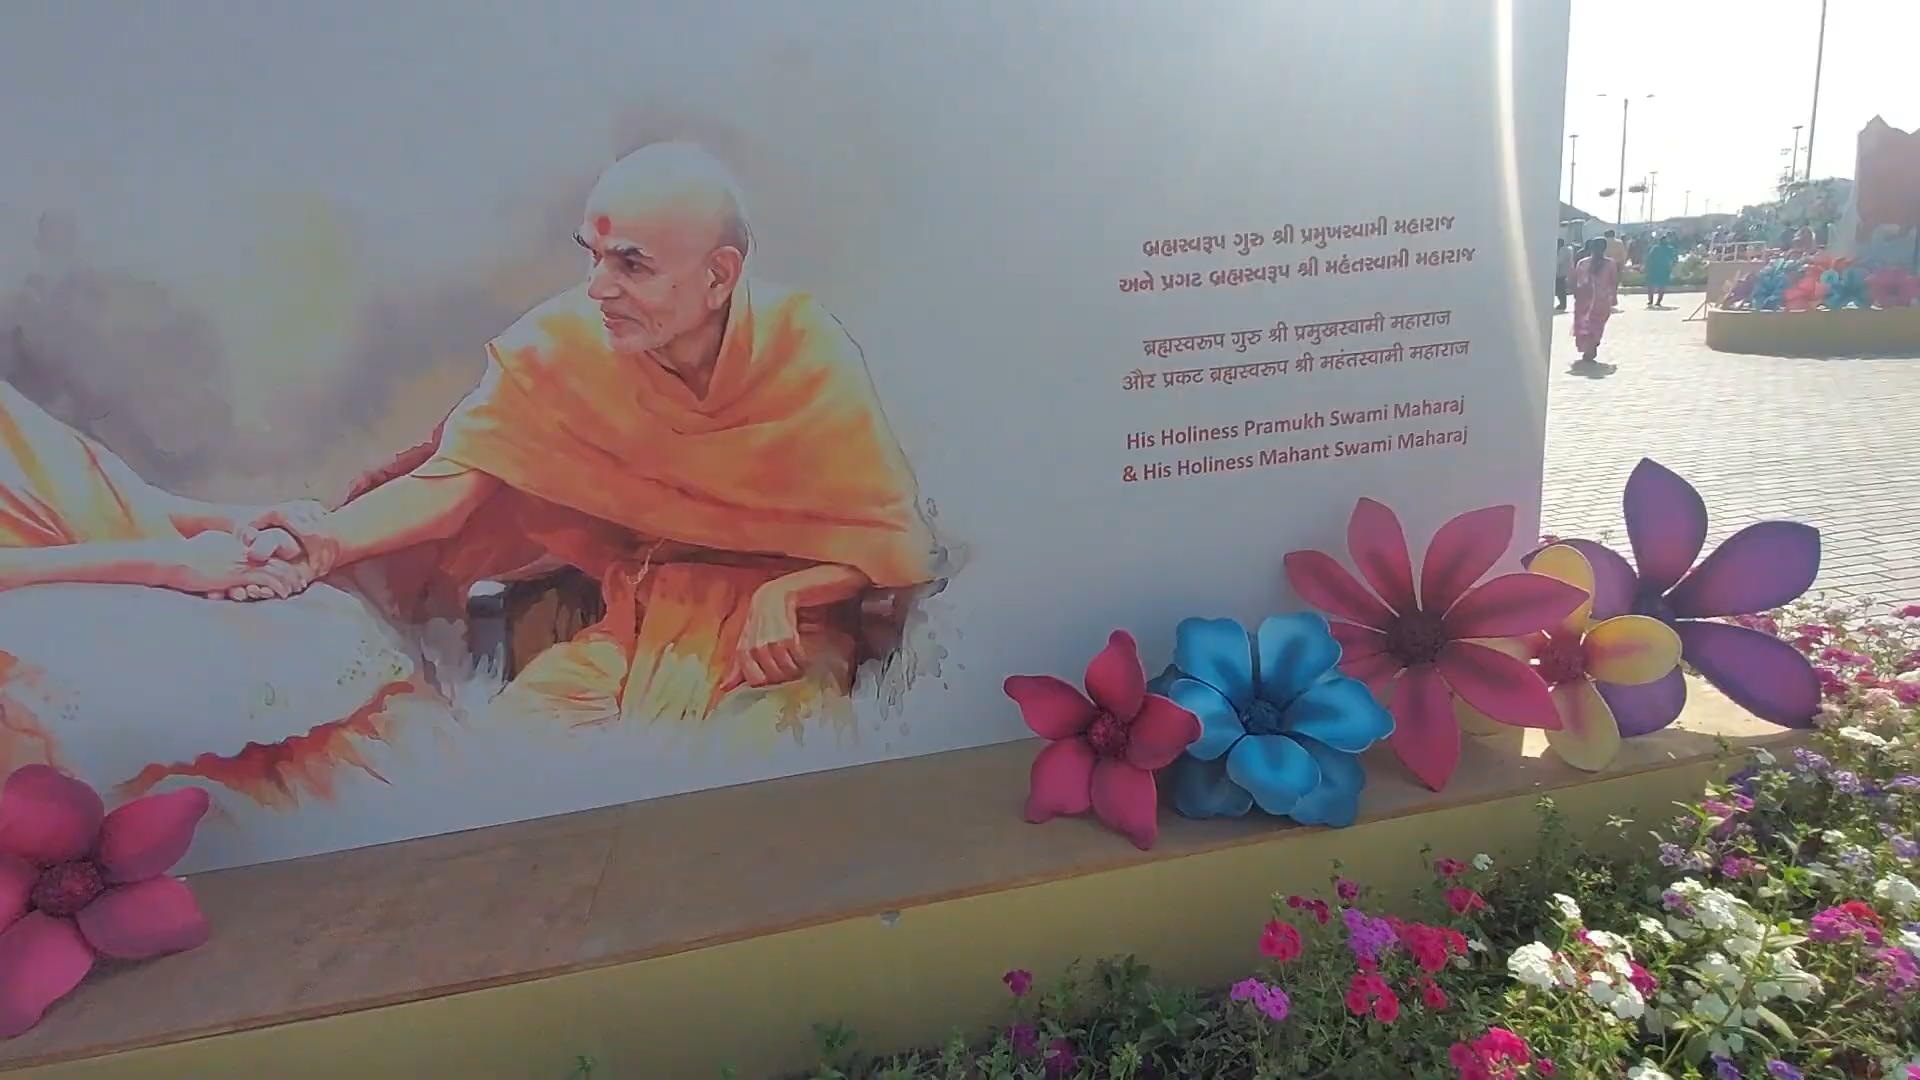 બ્રહ્મસ્વરૂપ ગુરુ શ્રી પ્રમુખસ્વામી મહારાજ
અને પ્રગટ બ્રહ્મસ્વરૂપ શ્રી મહંતસ્વામી મહારાજ
ब्रह्मस्वरूप गुरु श्री प्रमुखस्वामी महाराज
और प्रकट ब्रह्मस्वरूप श्री महंतस्वामी महाराज
His Holiness Pramukh Swami Maharaj
& His Holiness Mahant Swami Maharaj